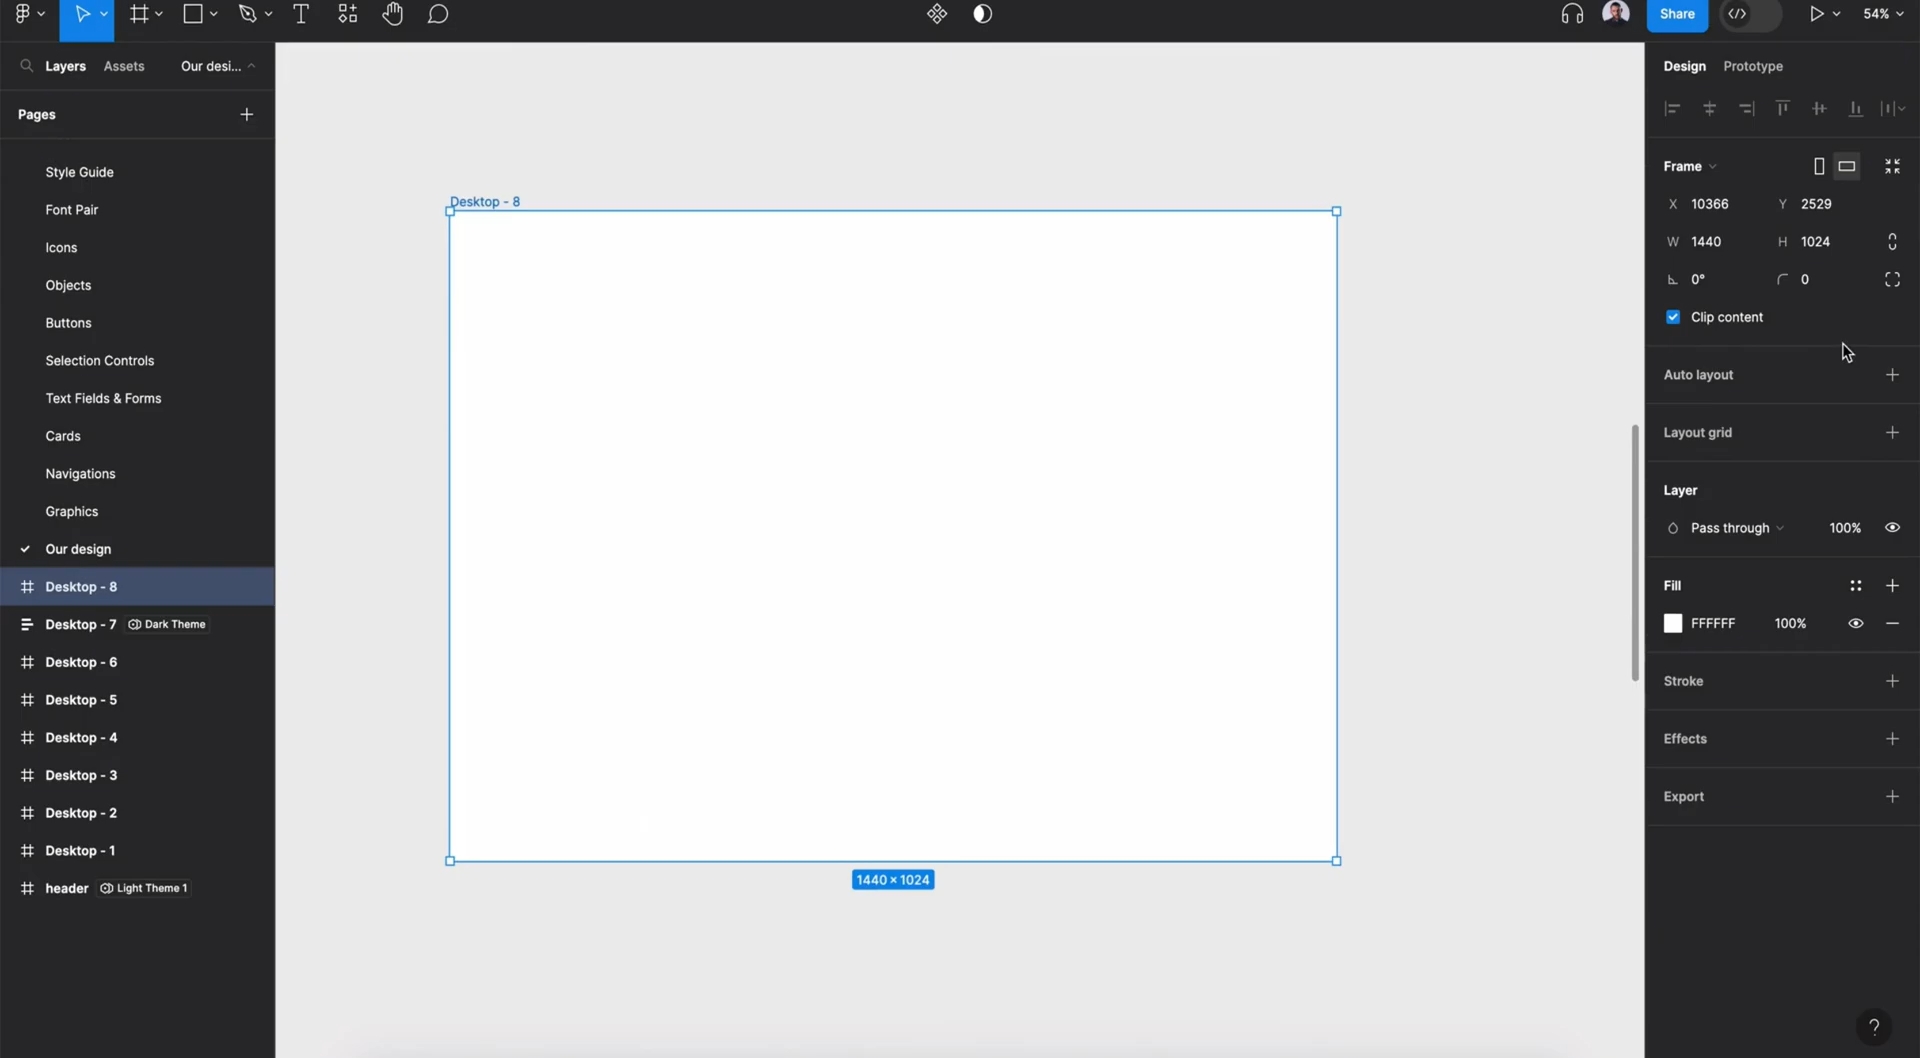 Share
54%
Layers Assets Our desi...
Pages
Style Guide
Font Pair
Icons
Objects
Buttons
Selection Controls
Text Fields & Forms
Cards
Navigations
Graphics
Our design
Desktop - 8
Desktop - 7 Dark Theme
Desktop - 6
Desktop - 5
Desktop - 4
Desktop - 3
Desktop - 2
Desktop - 1
header Light Theme 1
Desktop - 8
1440 × 1024
Design Prototype
Frame
X 10366 Y 2529
W 1440 H 1024
0° 0
Clip content
Auto layout
Layout grid
Layer
Pass through 100%
Fill
FFFFFF 100%
Stroke
Effects
Export
?